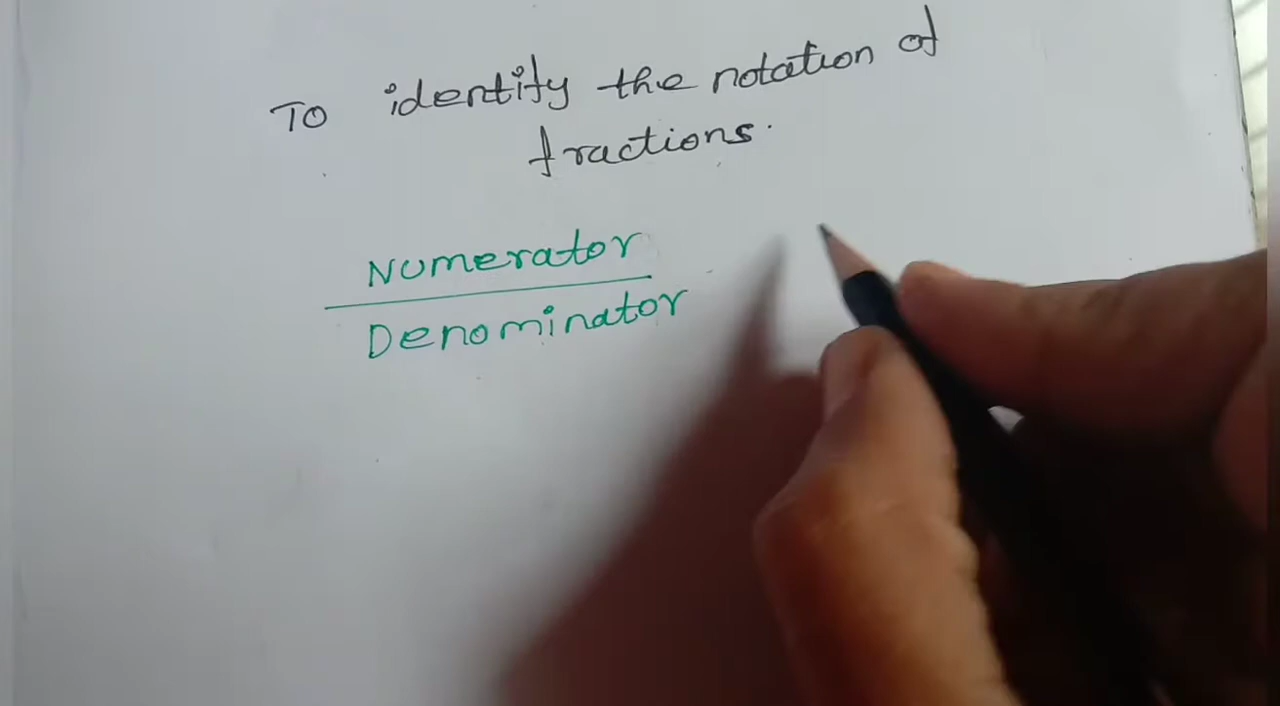 To identify the notation of
fractions.
Numerator
Denominator